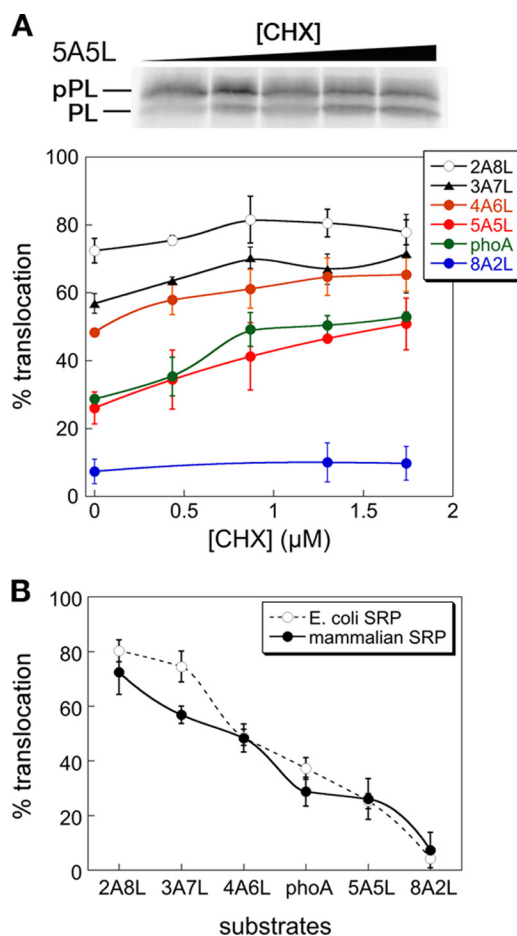 A
[CHX]
5A5L
pPL
PL
100
80
60
40
20
0
% translocation
2A8L
3A7L
4A6L
5A5L
phoA
8A2L
0
0.5
1
1.5
2
[CHX] (µM)
B
100
80
60
40
20
0
% translocation
E. coli SRP
mammalian SRP
2A8L 3A7L 4A6L phoA 5A5L 8A2L
substrates